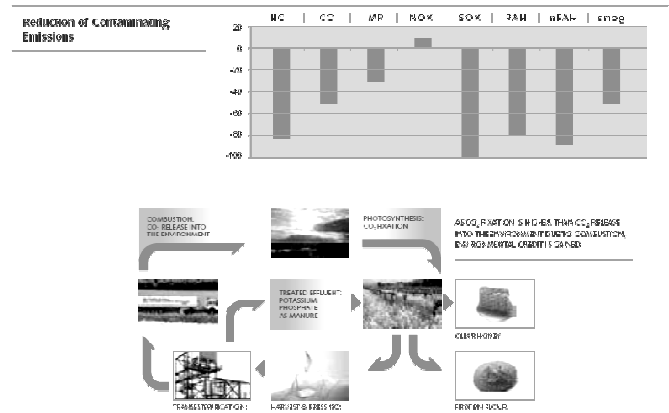 Reduction of Contaminating
Emissions
HC | CO | MP | NOX | SOX | PAH | nPAH | smog
20
0
-20
-40
-60
-80
-100
COMBUSTION:
CO₂ RELEASE INTO
THE ENVIRONMENT
PHOTOSYNTHESIS:
CO₂ FIXATION
AS CO₂ FIXATION IS HIGHER THAN CO₂ RELEASE
INTO THE ENVIRONMENT DURING COMBUSTION,
ENVIRONMENTAL CREDIT IS GAINED
TREATED EFFLUENT:
POTASSIUM
PHOSPHATE
AS MANURE
TRANSESTERIFICATION:
HARVEST & PRESSING: